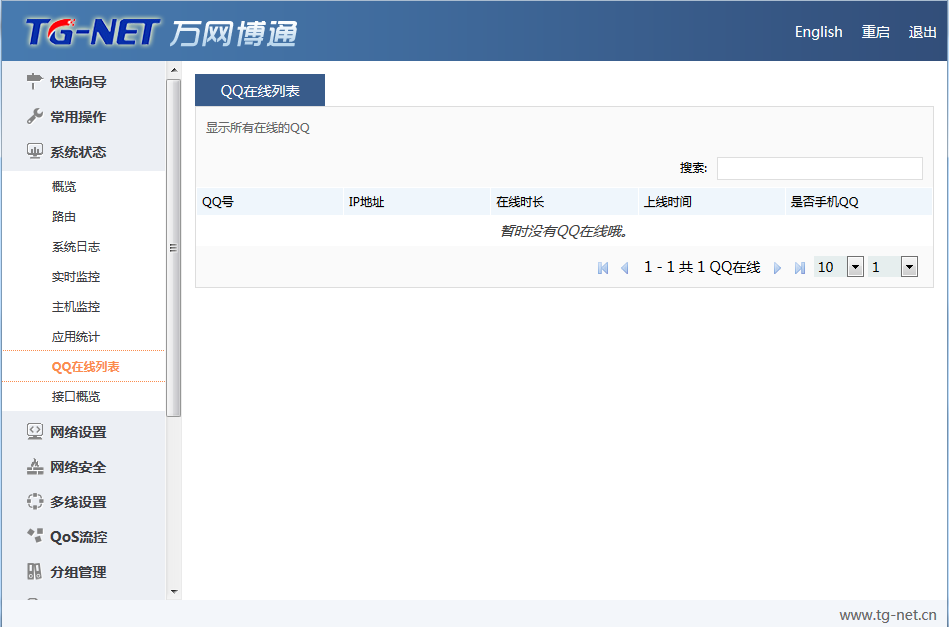 TG-NET 万网博通
English 重启 退出
快速向导
常用操作
系统状态
概览
路由
系统日志
实时监控
主机监控
应用统计
QQ在线列表
接口概览
网络设置
网络安全
多线设置
QoS流控
分组管理
QQ在线列表
显示所有在线的QQ
搜索:
QQ号 IP地址 在线时长 上线时间 是否手机QQ
暂时没有QQ在线哦。
1 - 1 共 1 QQ在线 10 1
www.tg-net.cn